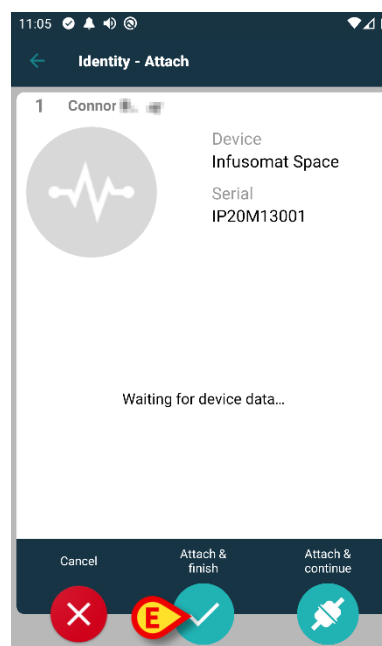 11:05
Identity - Attach
1 Connor
Device
Infusomat Space
Serial
IP20M13001
Waiting for device data...
Cancel
Attach &
finish
Attach &
continue
E